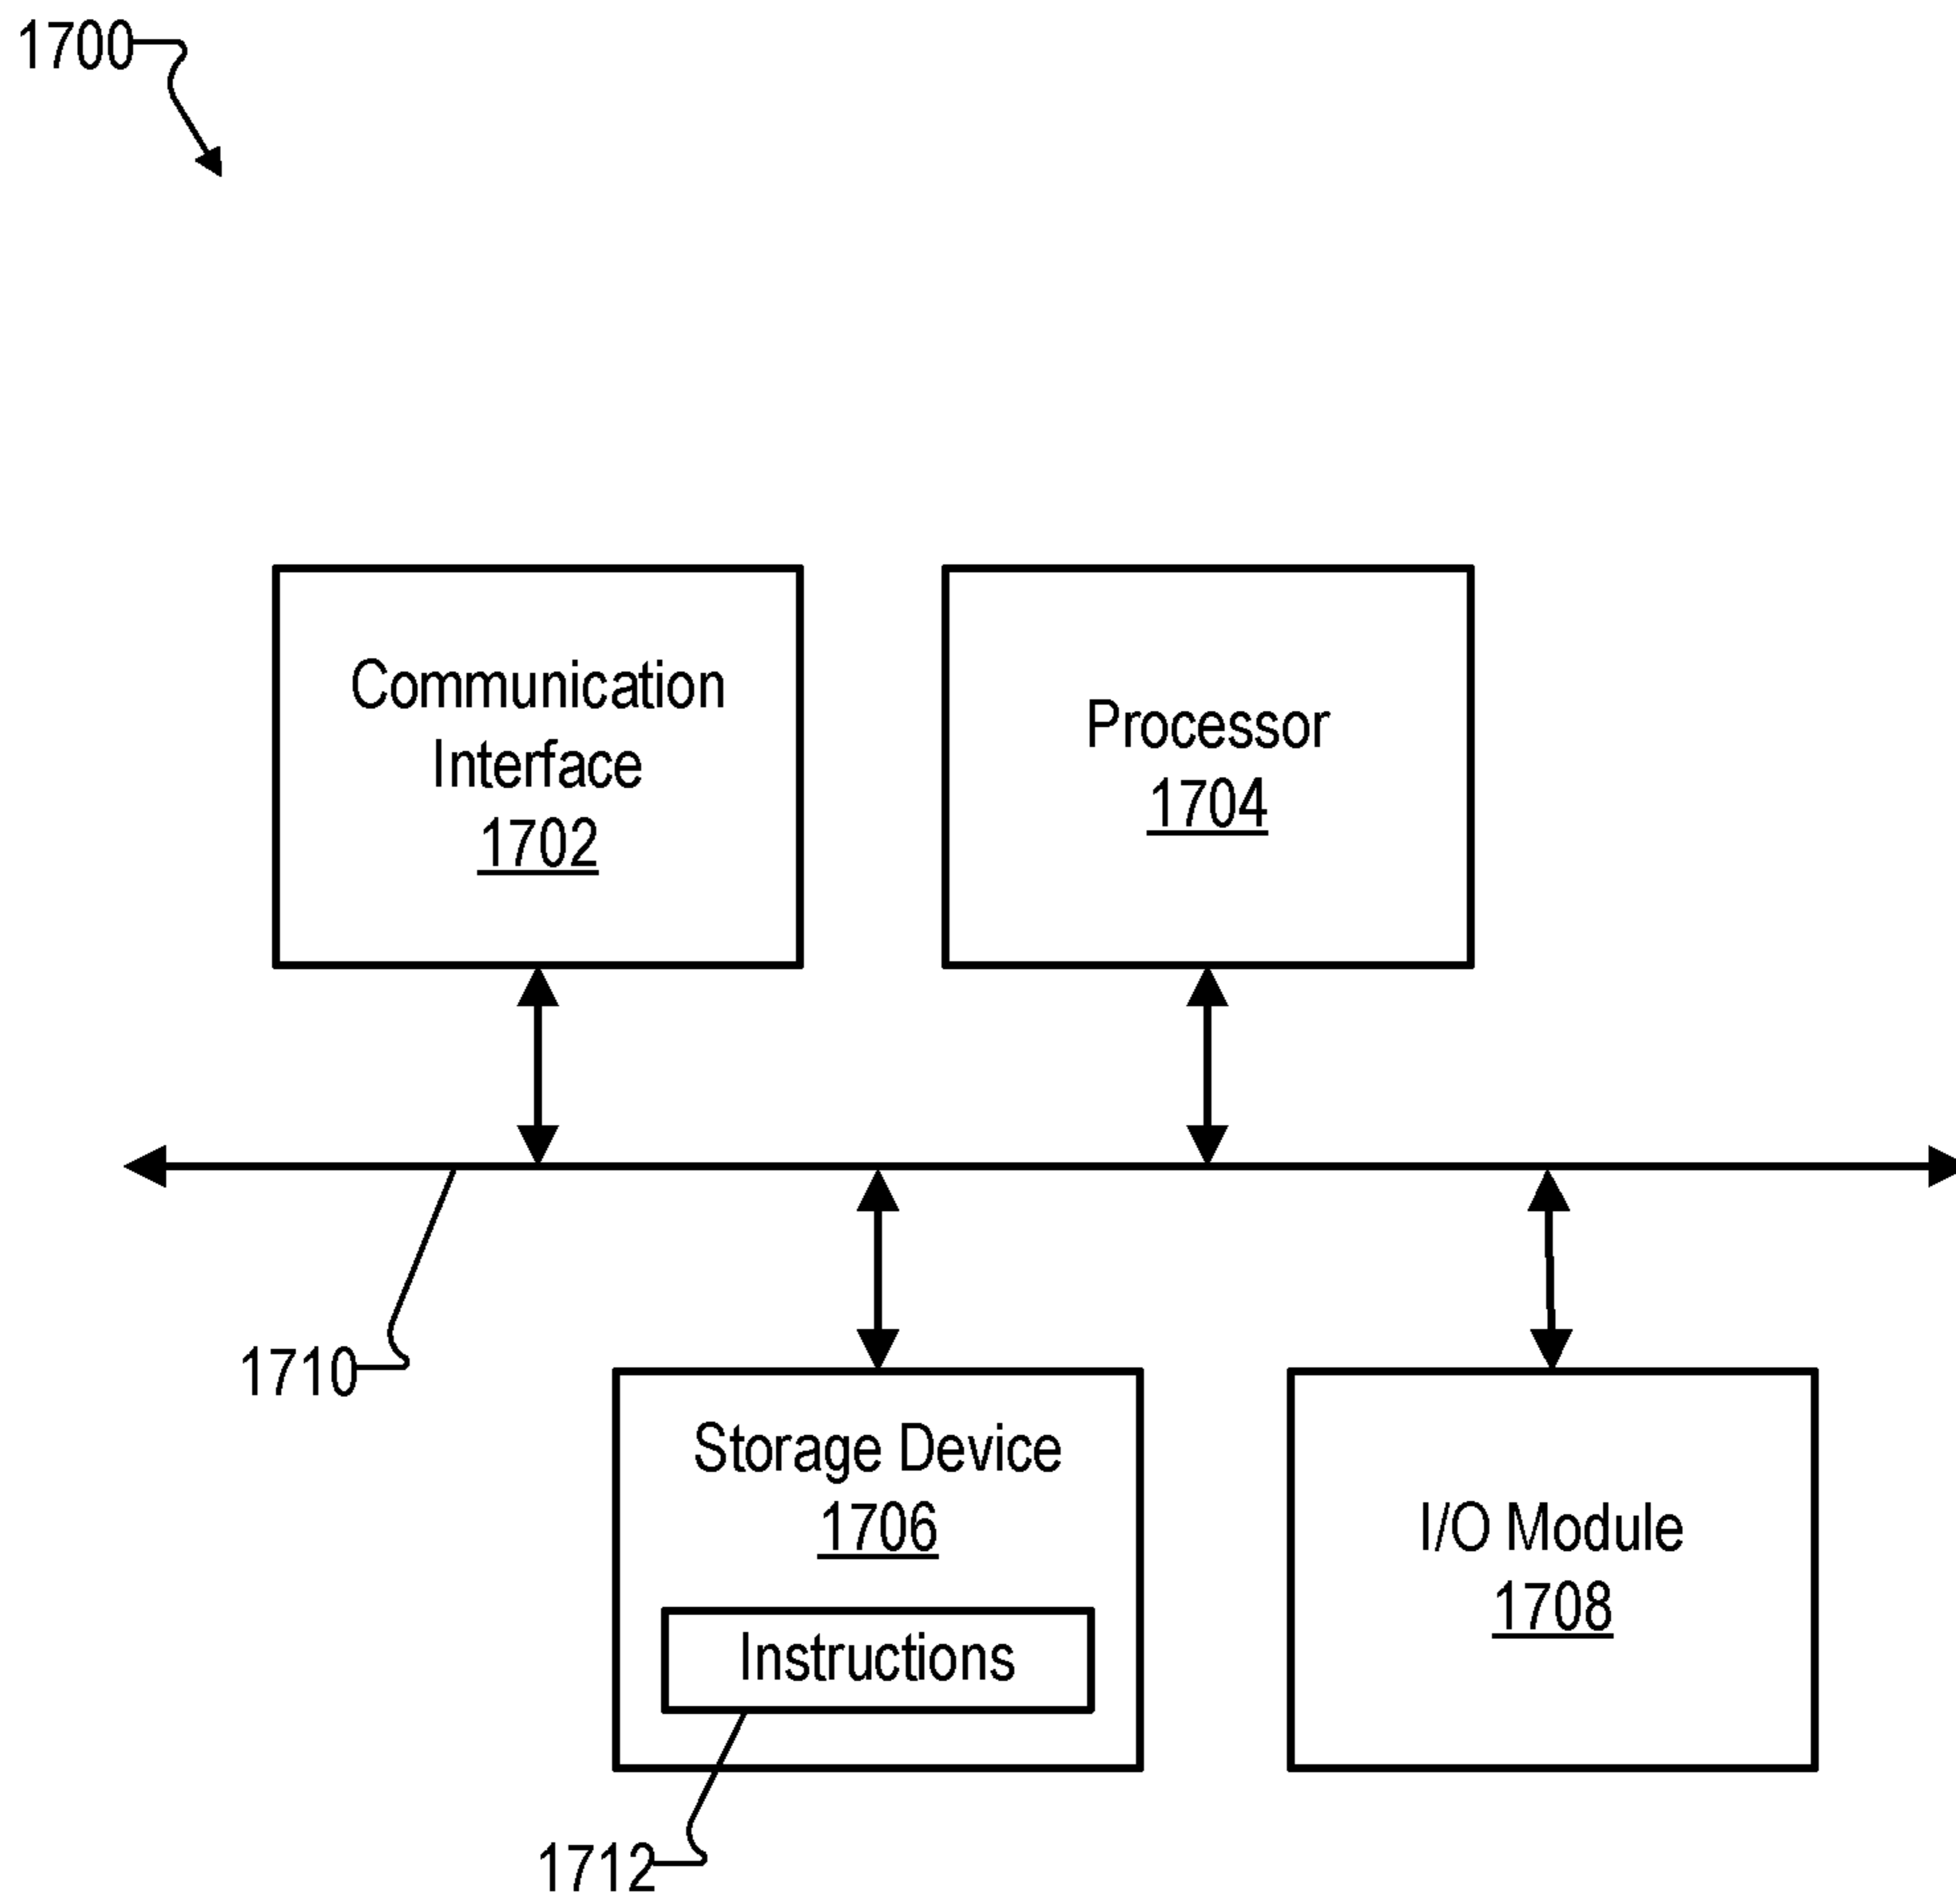 1700
Communication
Interface
1702
Processor
1704
1710
Storage Device
1706
Instructions
1712
I/O Module
1708